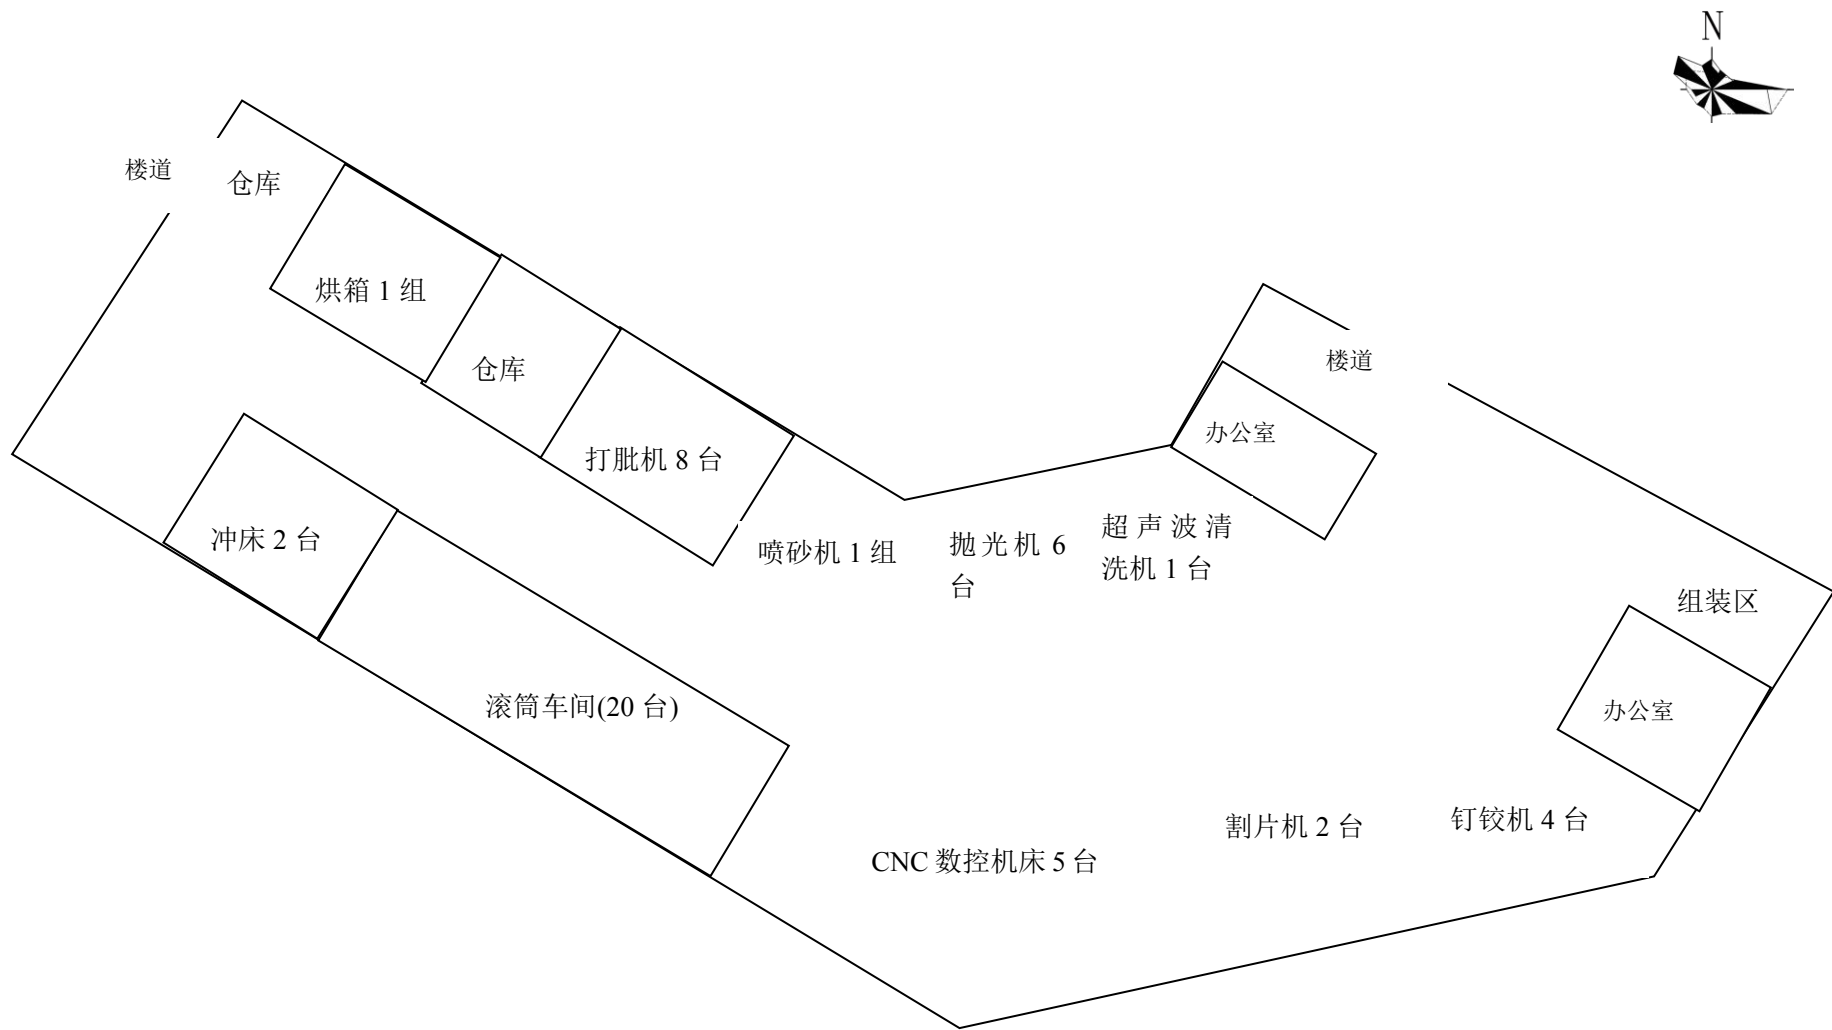 N
楼道
仓库
烘箱 1 组
仓库
楼道
办公室
打肶机 8 台
冲床 2 台
喷砂机 1 组
抛光机 6
台
超声波清
洗机 1 台
组装区
滚筒车间(20 台)
办公室
CNC 数控机床 5 台
割片机 2 台
钉铰机 4 台